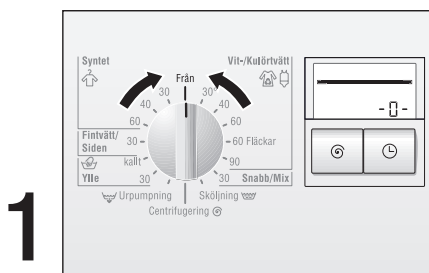 1
Syntet
Från
Vit-/Kulörtvätt
30
30°
40
40
60
60
-0-
Fintvätt/
Siden
30
60 Fläckar
kallt
90
Ylle
30
30
Snabb/Mix
Urpumpning
Sköljning
Centrifugering